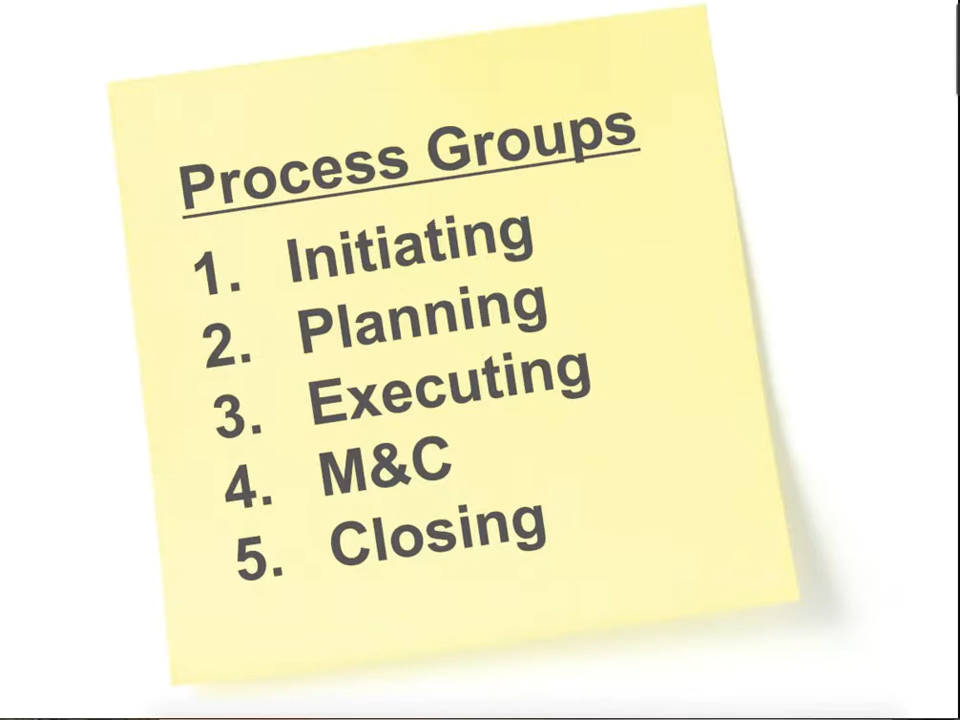 Process Groups
1. Initiating
2. Planning
3. Executing
4. M&C
5. Closing